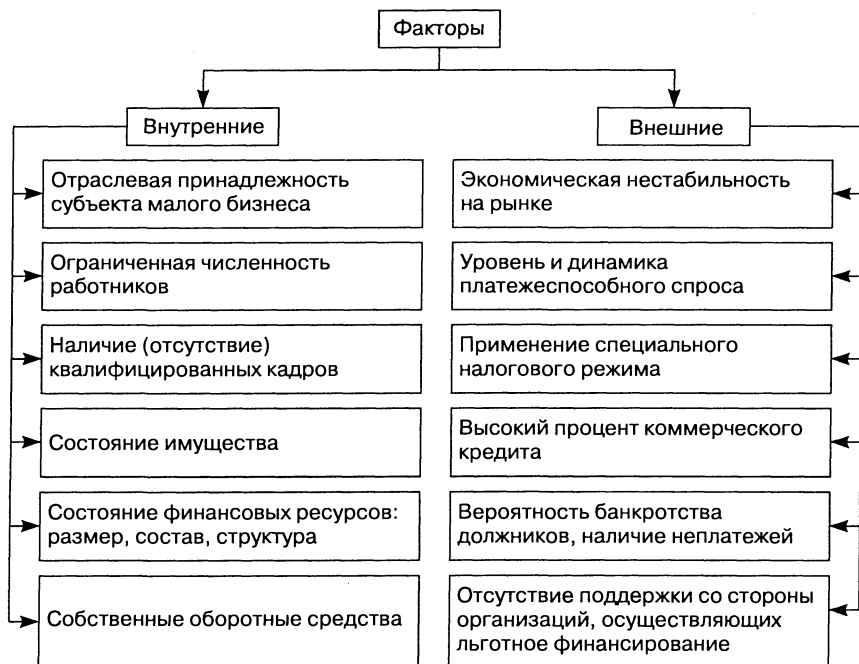 Факторы
Внутренние
Отраслевая принадлежность
субъекта малого бизнеса
Ограниченная численность
работников
Наличие (отсутствие)
квалифицированных кадров
Состояние имущества
Состояние финансовых ресурсов:
размер, состав, структура
Собственные оборотные средства
Внешние
Экономическая нестабильность
на рынке
Уровень и динамика
платежеспособного спроса
Применение специального
налогового режима
Высокий процент коммерческого
кредита
Вероятность банкротства
должников, наличие неплатежей
Отсутствие поддержки со стороны
организаций, осуществляющих
льготное финансирование